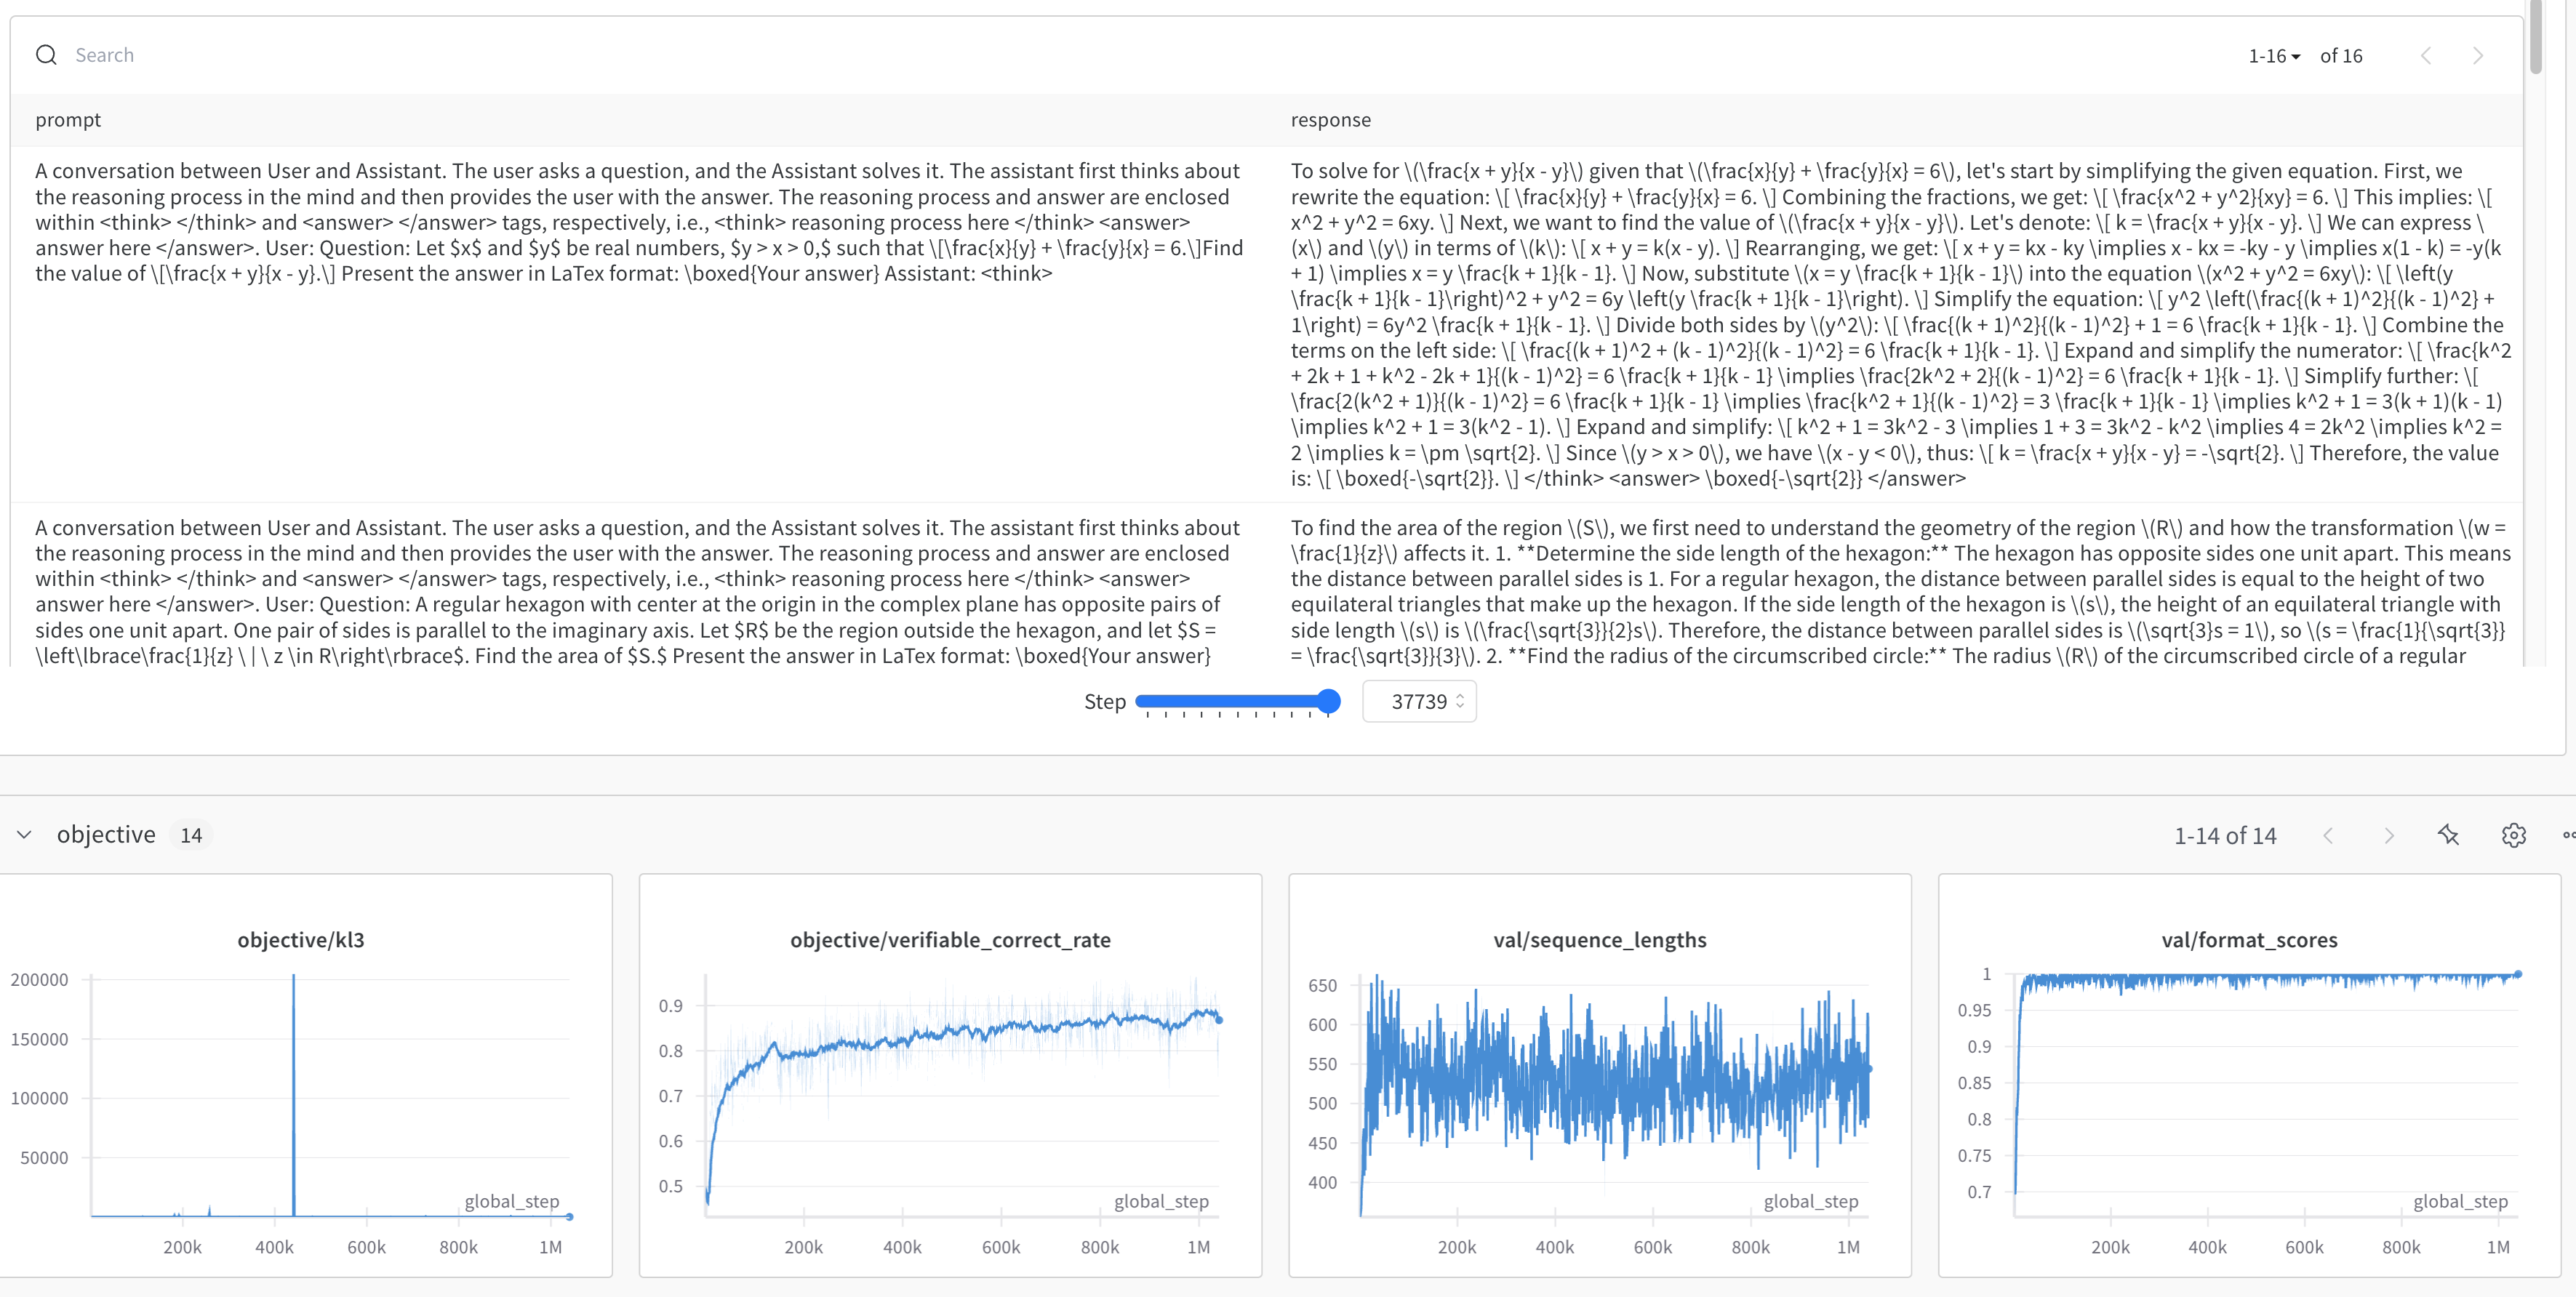 Search
1-16
of 16
prompt
response
A conversation between User and Assistant. The user asks a question, and the Assistant solves it. The assistant first thinks about
the reasoning process in the mind and then provides the user with the answer. The reasoning process and answer are enclosed
within <think> </think> and <answer> </answer> tags, respectively, i.e., <think> reasoning process here </think> <answer>
answer here </answer>. User: Question: Let $x$ and $y$ be real numbers, $y > x > 0,$ such that \[\frac{x}{y} + \frac{y}{x} = 6.\]Find
the value of \[\frac{x + y}{x - y}.\] Present the answer in LaTex format: \boxed{Your answer} Assistant: <think>
To solve for \(\frac{x + y}{x - y}\) given that \(\frac{x}{y} + \frac{y}{x} = 6\), let's start by simplifying the given equation. First, we
rewrite the equation: \[ \frac{x}{y} + \frac{y}{x} = 6. \] Combining the fractions, we get: \[ \frac{x^2 + y^2}{xy} = 6. \] This implies: \[
x^2 + y^2 = 6xy. \] Next, we want to find the value of \(\frac{x + y}{x - y}\). Let's denote: \[ k = \frac{x + y}{x - y}. \] We can express \
(x\) and \(y\) in terms of \(k\): \[ x + y = k(x - y). \] Rearranging, we get: \[ x + y = kx - ky \implies x - kx = -ky - y \implies x(1 - k) = -y(k
+ 1) \implies x = y \frac{k + 1}{k - 1}. \] Now, substitute \(x = y \frac{k + 1}{k - 1}\) into the equation \(x^2 + y^2 = 6xy\): \[ \left(y
\frac{k + 1}{k - 1}\right)^2 + y^2 = 6y \left(y \frac{k + 1}{k - 1}\right). \] Simplify the equation: \[ y^2 \left(\frac{(k + 1)^2}{(k - 1)^2} +
1\right) = 6y^2 \frac{k + 1}{k - 1}. \] Divide both sides by \(y^2\): \[ \frac{(k + 1)^2}{(k - 1)^2} + 1 = 6 \frac{k + 1}{k - 1}. \] Combine the
terms on the left side: \[ \frac{(k + 1)^2 + (k - 1)^2}{(k - 1)^2} = 6 \frac{k + 1}{k - 1}. \] Expand and simplify the numerator: \[ \frac{k^2
+ 2k + 1 + k^2 - 2k + 1}{(k - 1)^2} = 6 \frac{k + 1}{k - 1} \implies \frac{2k^2 + 2}{(k - 1)^2} = 6 \frac{k + 1}{k - 1}. \] Simplify further: \[
\frac{2(k^2 + 1)}{(k - 1)^2} = 6 \frac{k + 1}{k - 1} \implies \frac{k^2 + 1}{(k - 1)^2} = 3 \frac{k + 1}{k - 1} \implies k^2 + 1 = 3(k + 1)(k - 1)
\implies k^2 + 1 = 3(k^2 - 1). \] Expand and simplify: \[ k^2 + 1 = 3k^2 - 3 \implies 1 + 3 = 3k^2 - k^2 \implies 4 = 2k^2 \implies k^2 =
2 \implies k = \pm \sqrt{2}. \] Since \(y > x > 0\), we have \(x - y < 0\), thus: \[ k = \frac{x + y}{x - y} = -\sqrt{2}. \] Therefore, the value
is: \[ \boxed{-\sqrt{2}}. \] </think> <answer> \boxed{-\sqrt{2}} </answer>
A conversation between User and Assistant. The user asks a question, and the Assistant solves it. The assistant first thinks about
the reasoning process in the mind and then provides the user with the answer. The reasoning process and answer are enclosed
within <think> </think> and <answer> </answer> tags, respectively, i.e., <think> reasoning process here </think> <answer>
answer here </answer>. User: Question: A regular hexagon with center at the origin in the complex plane has opposite pairs of
sides one unit apart. One pair of sides is parallel to the imaginary axis. Let $R$ be the region outside the hexagon, and let $S =
\left\lbrace\frac{1}{z} \ | \ z \in R\right\rbrace$. Find the area of $S.$ Present the answer in LaTex format: \boxed{Your answer}
To find the area of the region \(S\), we first need to understand the geometry of the region \(R\) and how the transformation \(w =
\frac{1}{z}\) affects it. 1. **Determine the side length of the hexagon:** The hexagon has opposite sides one unit apart. This means
the distance between parallel sides is 1. For a regular hexagon, the distance between parallel sides is equal to the height of two
equilateral triangles that make up the hexagon. If the side length of the hexagon is \(s\), the height of an equilateral triangle with
side length \(s\) is \(\frac{\sqrt{3}}{2}s\). Therefore, the distance between parallel sides is \(\sqrt{3}s = 1\), so \(s = \frac{1}{\sqrt{3}}
= \frac{\sqrt{3}}{3}\). 2. **Find the radius of the circumscribed circle:** The radius \(R\) of the circumscribed circle of a regular
Step
37739
objective
14
1-14 of 14
objective/kl3
200000
150000
100000
50000
global_step
200k
400k
600k
800k
1M
objective/verifiable_correct_rate
0.9
0.8
0.7
0.6
0.5
global_step
200k
400k
600k
800k
1M
val/sequence_lengths
650
600
550
500
450
400
global_step
200k
400k
600k
800k
1M
val/format_scores
1
0.95
0.9
0.85
0.8
0.75
0.7
global_step
200k
400k
600k
800k
1M